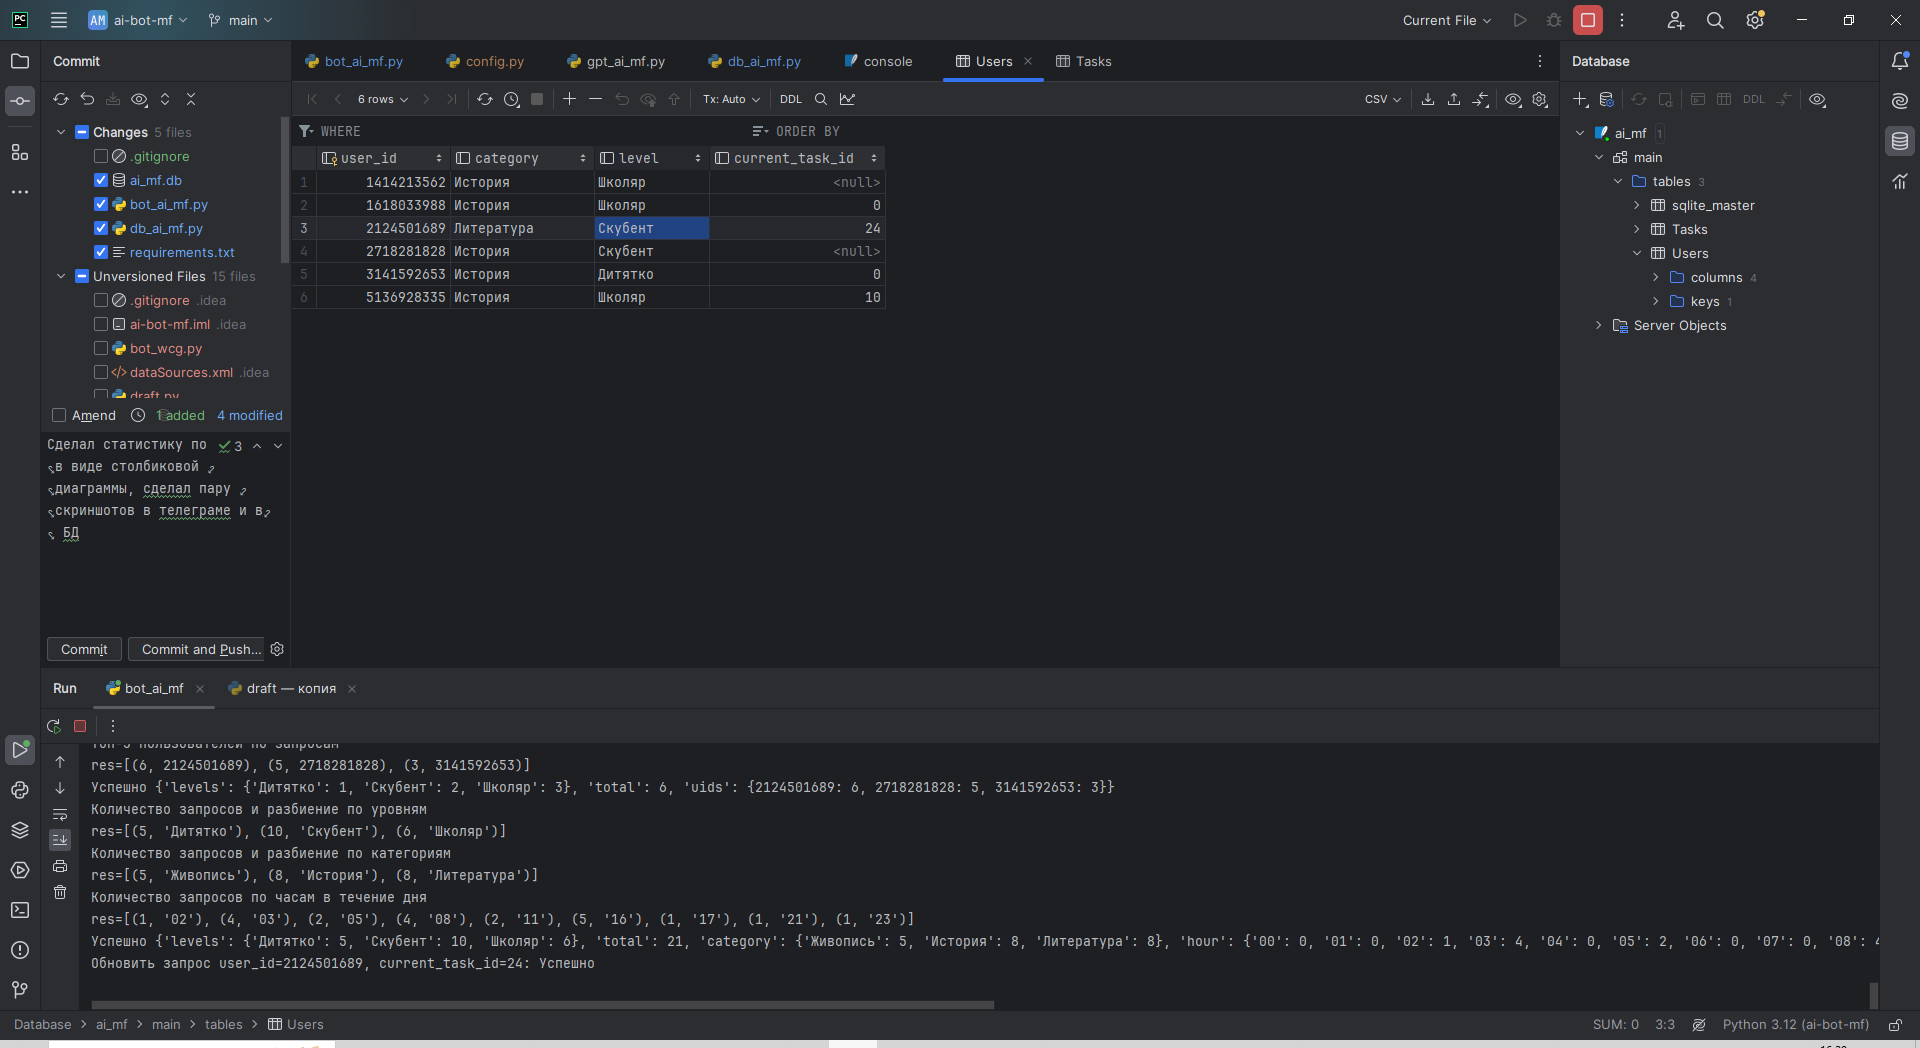 PC
AM ai-bot-mf
main
Current File
Commit
Changes 5 files
.gitignore
ai_mf.db
bot_ai_mf.py
db_ai_mf.py
requirements.txt
Unversioned Files 15 files
.gitignore .idea
ai-bot-mf.iml .idea
bot_wcg.py
dataSources.xml .idea
draft.py
Amend
added 4 modified
Сделал статистику по
3
в виде столбиковой
диаграммы, сделал пару
скриншотов в телеграме и в
БД
Commit
Commit and Push...
bot_ai_mf.py
config.py
gpt_ai_mf.py
db_ai_mf.py
console
Users
Tasks
6 rows
Tx: Auto
DDL
CSV
WHERE
ORDER BY
user_id category level current_task_id
1 1414213562 История Школяр <null>
2 1618033988 История Школяр 0
3 2124501689 Литература Скубент 24
4 2718281828 История Скубент <null>
5 3141592653 История Дитятко 0
6 5136928335 История Школяр 10
Database
DDL
ai_mf 1
main
tables 3
sqlite_master
Tasks
Users
columns 4
keys 1
Server Objects
Run
bot_ai_mf
draft — копия
Топ-3 пользователей по запросам
res=[(6, 2124501689), (5, 2718281828), (3, 3141592653)]
Успешно {'levels': {'Дитятко': 1, 'Скубент': 2, 'Школяр': 3}, 'total': 6, 'uids': {2124501689: 6, 2718281828: 5, 3141592653: 3}}
Количество запросов и разбиение по уровням
res=[(5, 'Дитятко'), (10, 'Скубент'), (6, 'Школяр')]
Количество запросов и разбиение по категориям
res=[(5, 'Живопись'), (8, 'История'), (8, 'Литература')]
Количество запросов по часам в течение дня
res=[(1, '02'), (4, '03'), (2, '05'), (4, '08'), (2, '11'), (5, '16'), (1, '17'), (1, '21'), (1, '23')]
Успешно {'levels': {'Дитятко': 5, 'Скубент': 10, 'Школяр': 6}, 'total': 21, 'category': {'Живопись': 5, 'История': 8, 'Литература': 8}, 'hour': {'00': 0, '01': 0, '02': 1, '03': 4, '04': 0, '05': 2, '06': 0, '07': 0, '08': 4
Обновить запрос user_id=2124501689, current_task_id=24: Успешно
Database > ai_mf > main > tables > Users
SUM: 0
3:3
Python 3.12 (ai-bot-mf)